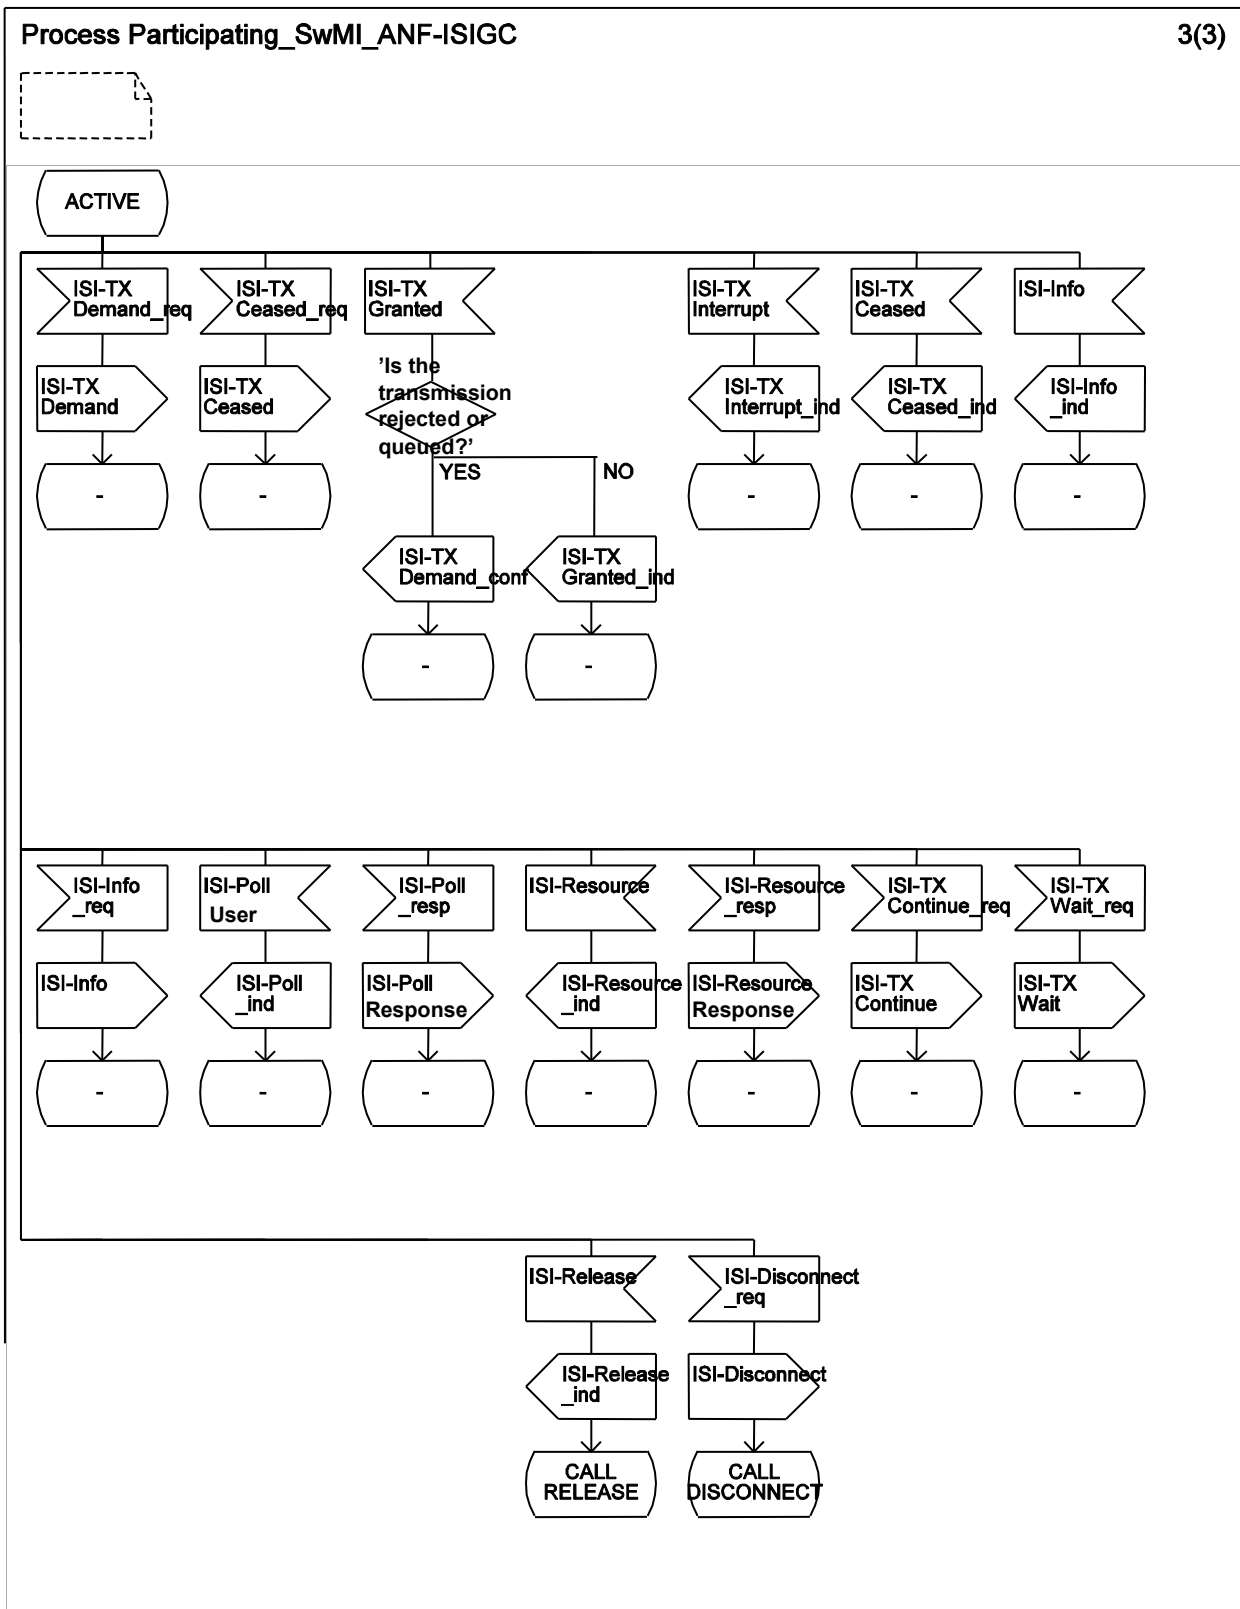 Process Participating_SwMI_ANF-ISIGC
3(3)
ACTIVE
ISI-TX
Demand_req
ISI-TX
Ceased_req
ISI-TX
Granted
ISI-TX
Interrupt
ISI-TX
Ceased
ISI-Info
ISI-TX
Demand
ISI-TX
Ceased
’Is the
transmission
rejected or
queued?’
ISI-TX
Interrupt_ind
ISI-TX
Ceased_ind
ISI-Info
_ind
YES
NO
-
-
-
-
-
ISI-TX
Demand_conf
ISI-TX
Granted_ind
-
-
ISI-Info
_req
ISI-Poll
User
ISI-Poll
_resp
ISI-Resource
ISI-Resource
_resp
ISI-TX
Continue_req
ISI-TX
Wait_req
ISI-Info
ISI-Poll
_ind
ISI-Poll
Response
ISI-Resource
_ind
ISI-Resource
Response
ISI-TX
Continue
ISI-TX
Wait
-
-
-
-
-
-
-
ISI-Release
ISI-Disconnect
_req
ISI-Release
_ind
ISI-Disconnect
CALL
RELEASE
CALL
DISCONNECT